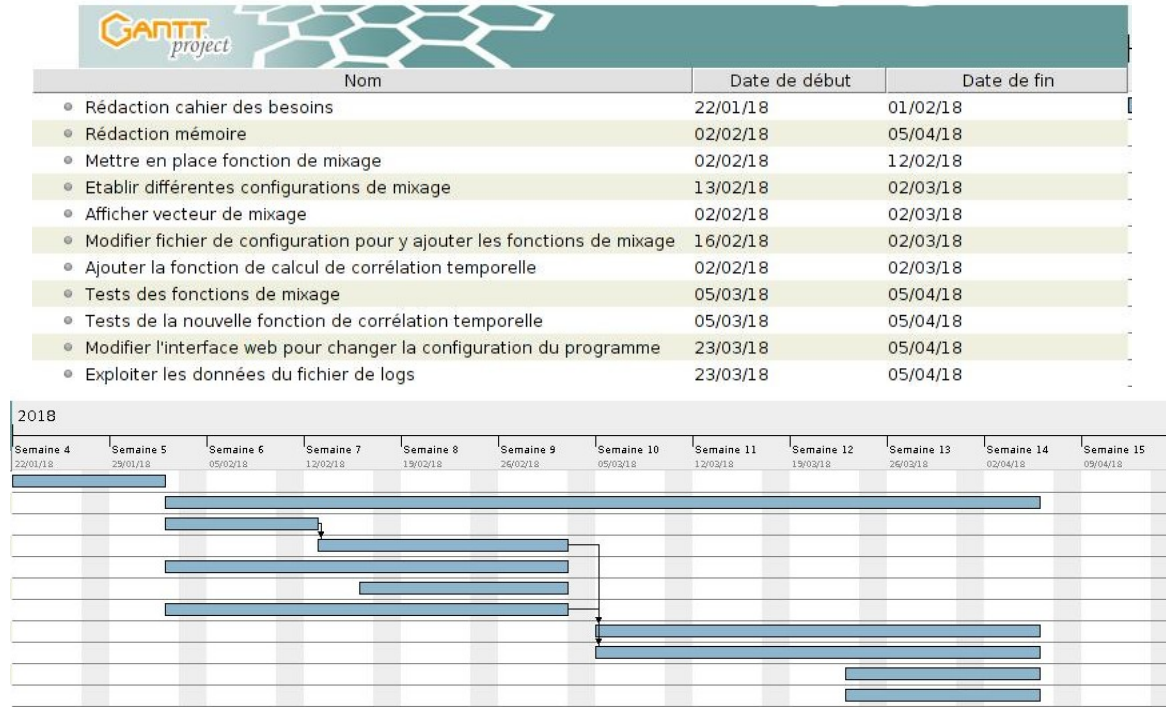 GANTT
project
Nom Date de début Date de fin
Rédaction cahier des besoins 22/01/18 01/02/18
Rédaction mémoire 02/02/18 05/04/18
Mettre en place fonction de mixage 02/02/18 12/02/18
Etablir différentes configurations de mixage 13/02/18 02/03/18
Afficher vecteur de mixage 02/02/18 02/03/18
Modifier fichier de configuration pour y ajouter les fonctions de mixage 16/02/18 02/03/18
Ajouter la fonction de calcul de corrélation temporelle 02/02/18 02/03/18
Tests des fonctions de mixage 05/03/18 05/04/18
Tests de la nouvelle fonction de corrélation temporelle 05/03/18 05/04/18
Modifier l'interface web pour changer la configuration du programme 23/03/18 05/04/18
Exploiter les données du fichier de logs 23/03/18 05/04/18
2018
Semaine 4 Semaine 5 Semaine 6 Semaine 7 Semaine 8 Semaine 9 Semaine 10 Semaine 11 Semaine 12 Semaine 13 Semaine 14 Semaine 15
22/01/18 29/01/18 05/02/18 12/02/18 19/02/18 26/02/18 05/03/18 12/03/18 19/03/18 26/03/18 02/04/18 09/04/18